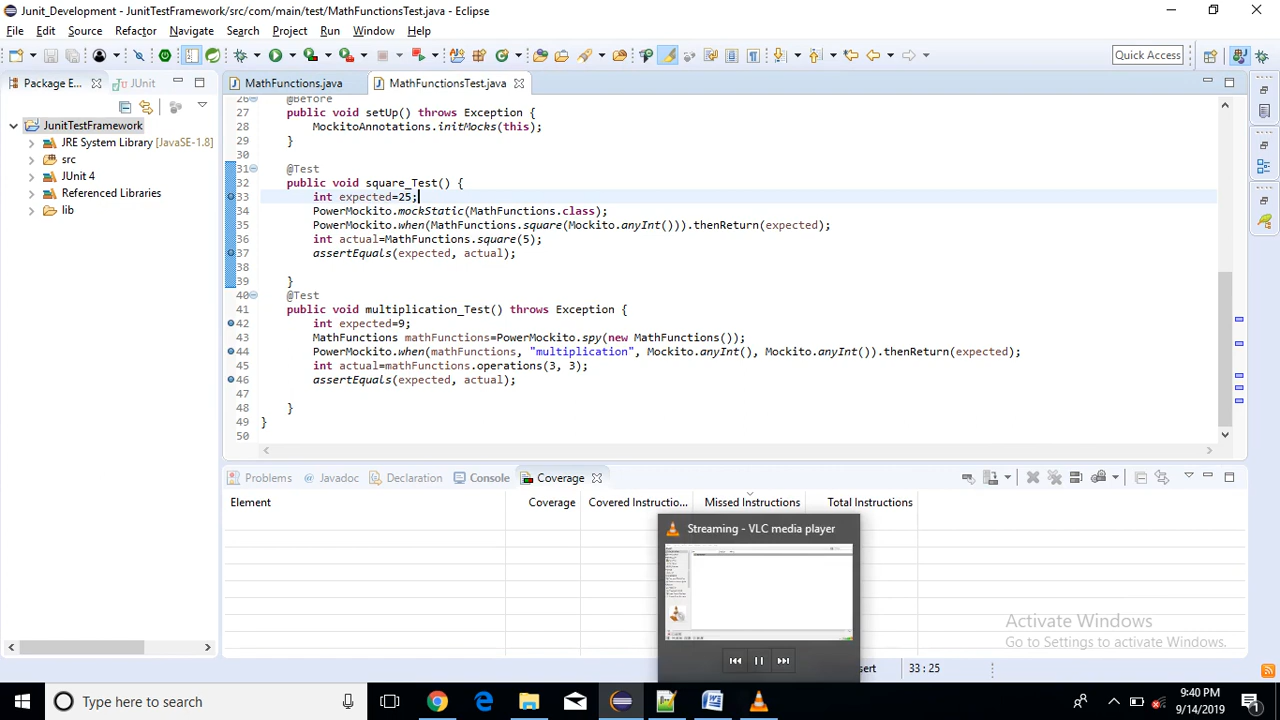 Junit_Development - JunitTestFramework/src/com/main/test/MathFunctionsTest.java - Eclipse
File Edit Source Refactor Navigate Search Project Run Window Help
Quick Access
Package E... JUnit
MathFunctions.java MathFunctionsTest.java
JunitTestFramework
JRE System Library [JavaSE-1.8]
src
JUnit 4
Referenced Libraries
lib
26 @Before
27 public void setUp() throws Exception {
28 MockitoAnnotations.initMocks(this);
29 }
30
31 @Test
32 public void square_Test() {
33 int expected=25;
34 PowerMockito.mockStatic(MathFunctions.class);
35 PowerMockito.when(MathFunctions.square(Mockito.anyInt())).thenReturn(expected);
36 int actual=MathFunctions.square(5);
37 assertEquals(expected, actual);
38
39 }
40 @Test
41 public void multiplication_Test() throws Exception {
42 int expected=9;
43 MathFunctions mathFunctions=PowerMockito.spy(new MathFunctions());
44 PowerMockito.when(mathFunctions, "multiplication", Mockito.anyInt(), Mockito.anyInt()).thenReturn(expected);
45 int actual=mathFunctions.operations(3, 3);
46 assertEquals(expected, actual);
47
48 }
49 }
50
Problems Javadoc Declaration Console Coverage
Element Coverage Covered Instructio... Missed Instructions Total Instructions
Streaming - VLC media player
Activate Windows
Go to Settings to activate Windows.
sert 33 : 25
Type here to search
9:40 PM
9/14/2019
1